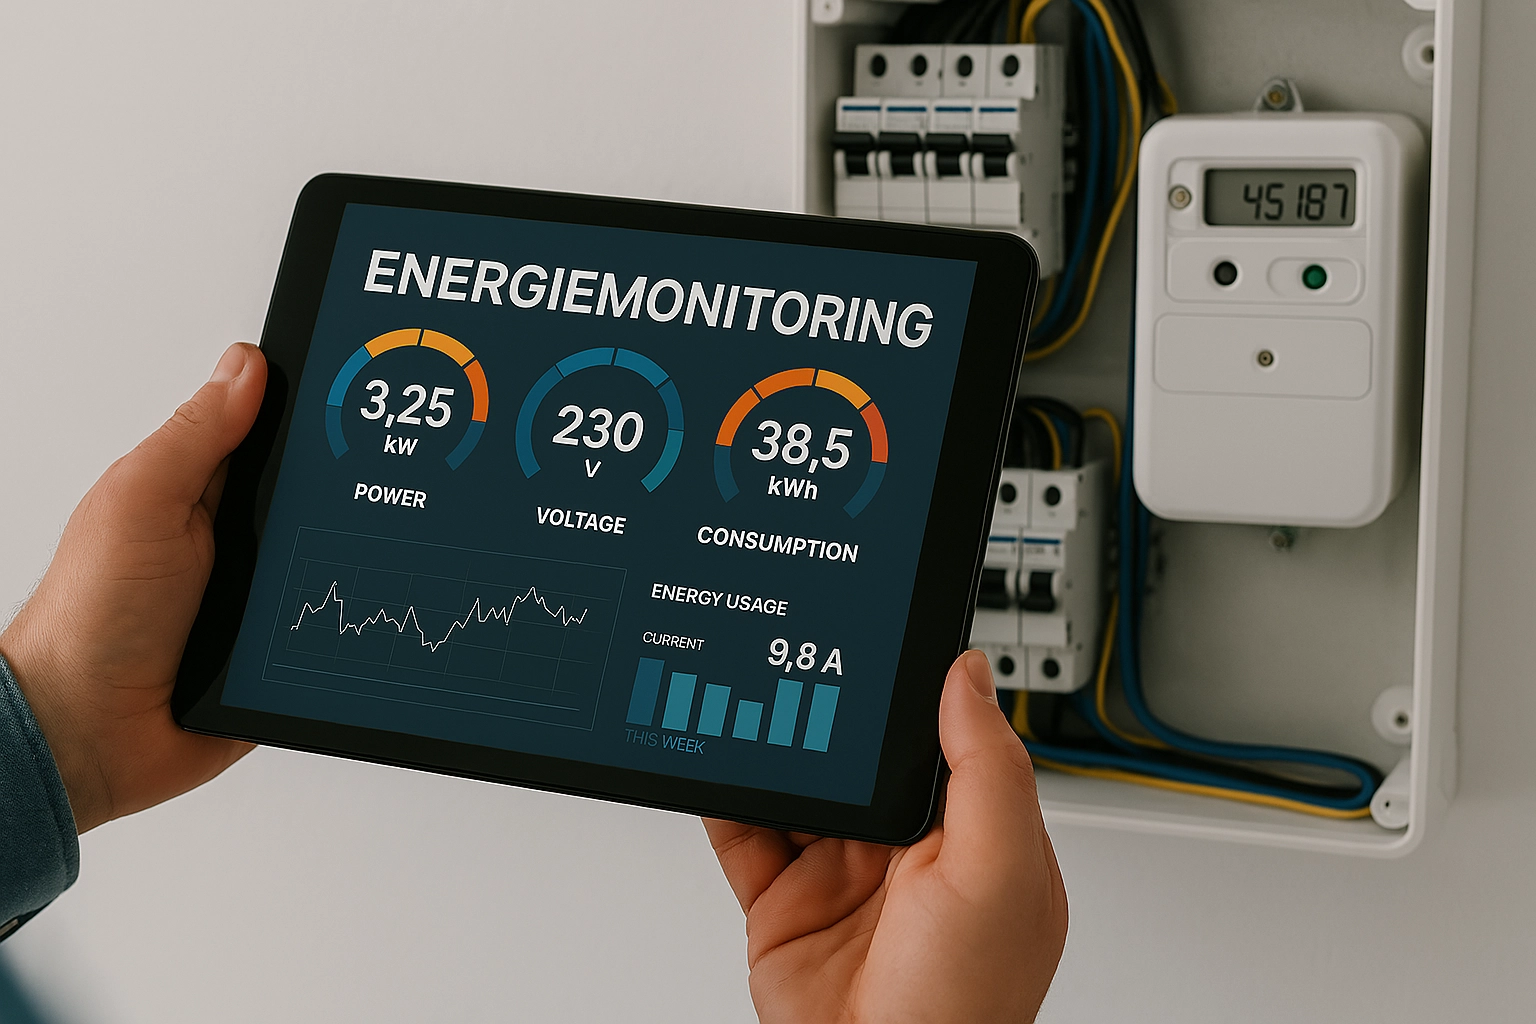 ENERGIEMONITORING
3,25
kW
POWER
230
V
VOLTAGE
38,5
kWh
CONSUMPTION
ENERGY USAGE
CURRENT
9,8 A
THIS WEEK
45187